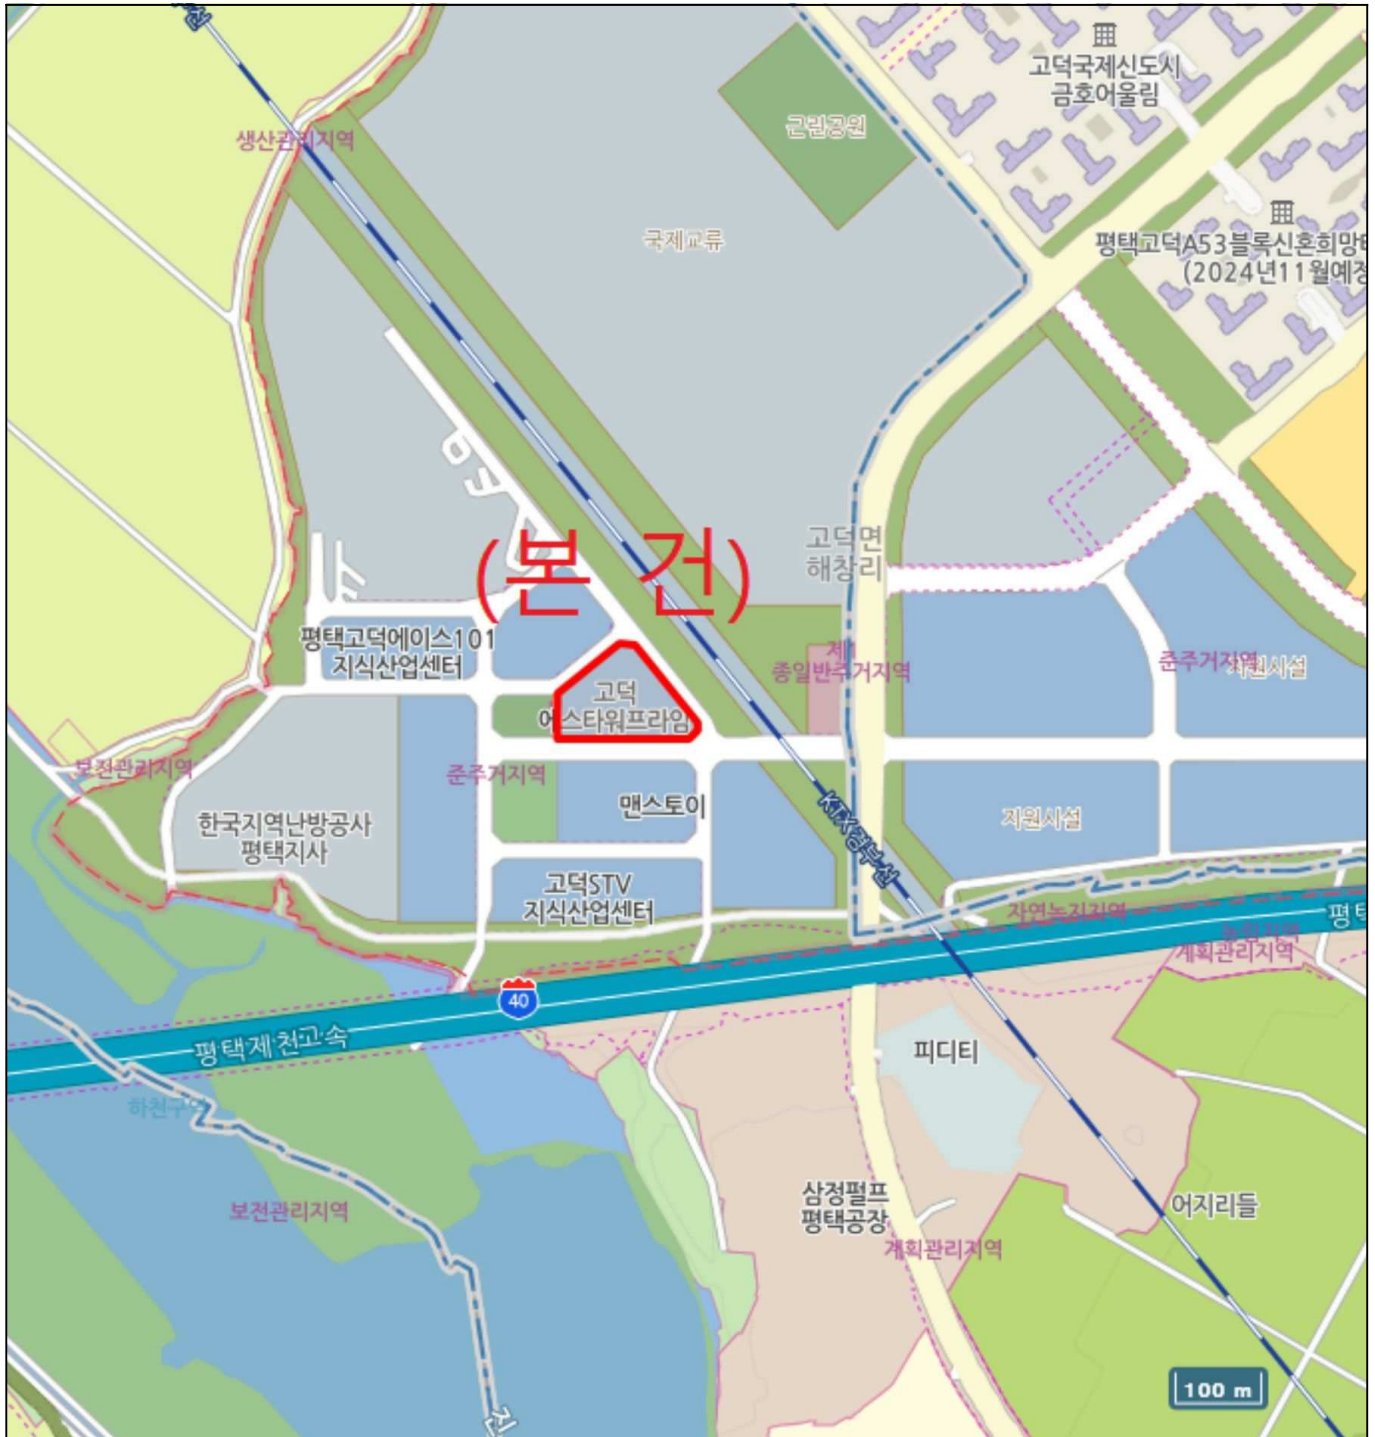 고덕국제신도시
금호어울림
근린공원
생산관리지역
국제교류
평택고덕A53블록신혼희망
(2024년11월예정
(본 건)
고덕면
해창리
평택고덕에이스101
지식산업센터
제1
종일반주거지역
준주거지역
지원시설
고덕
에스타워프라임
보전관리지역
준주거지역
맨스토이
KTX경부선
지원시설
한국지역난방공사
평택지사
고덕STV
지식산업센터
자연녹지지역
평택
농림지역
계획관리지역
40
평택제천고속
피디티
하천구역
보전관리지역
삼정펄프
평택공장
어지리들
계획관리지역
100 m
진